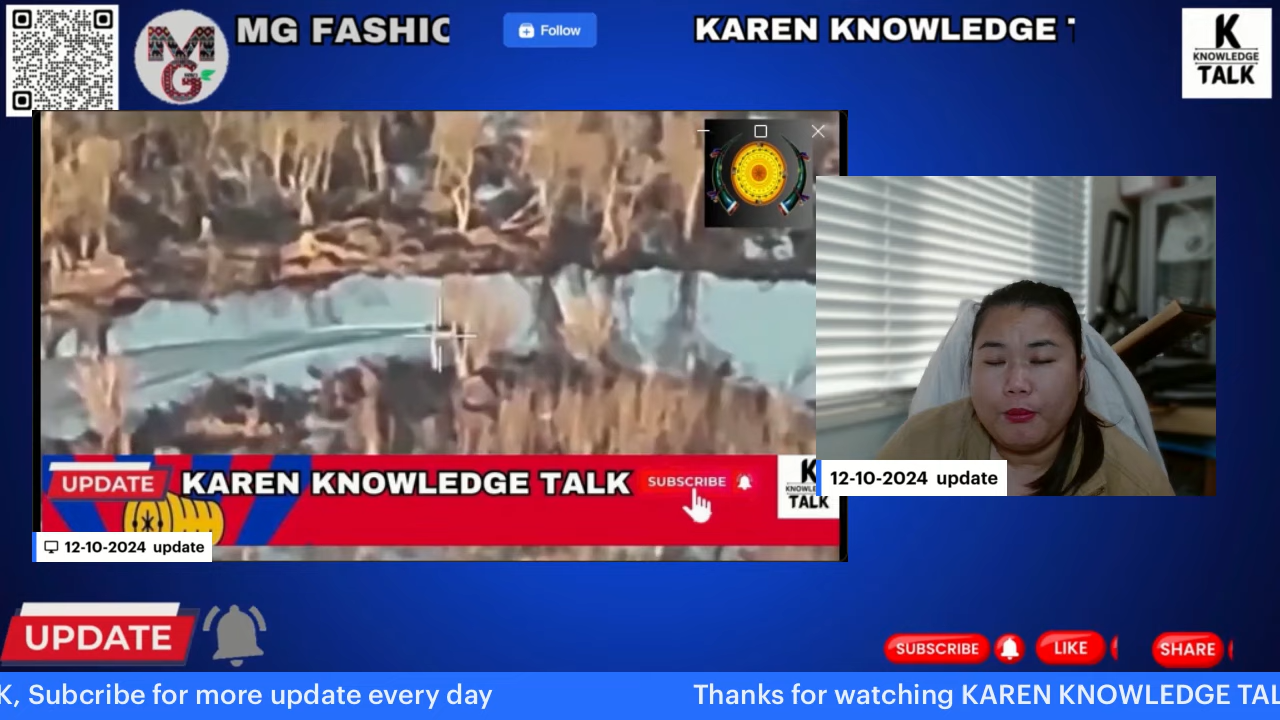 MG FASHIC
Follow
KAREN KNOWLEDGE
K
KNOWLEDGE
TALK
MG
UPDATE
KAREN KNOWLEDGE TALK
SUBSCRIBE
K
TALK
12-10-2024 update
12-10-2024 update
UPDATE
SUBSCRIBE
LIKE
SHARE
K, Subcribe for more update every day
Thanks for watching KAREN KNOWLEDGE TAL